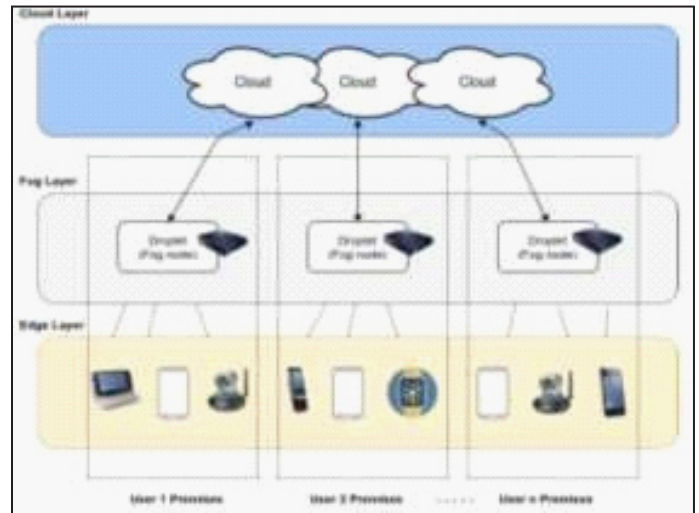 Cloud Layer
Cloud Cloud Cloud
Fog Layer
Droplet Droplet Droplet
(Fog node) (Fog node) (Fog node)
Edge Layer
User 1 Premises User 2 Premises ..... User n Premises